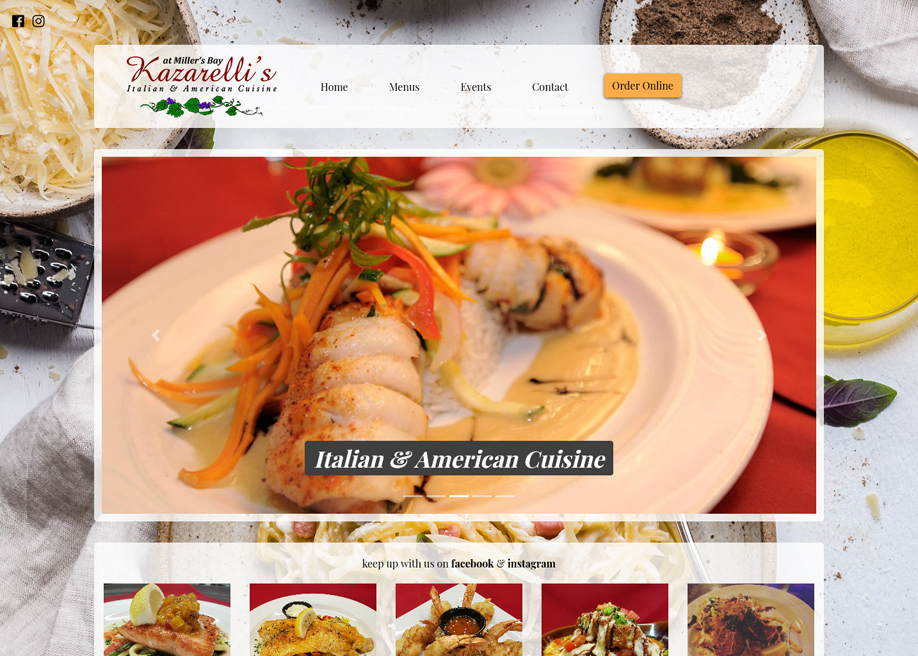 at Miller's Bay
Kazarelli's
Italian & American Cuisine
Home Menus Events Contact Order Online
Italian & American Cuisine
keep up with us on facebook & instagram